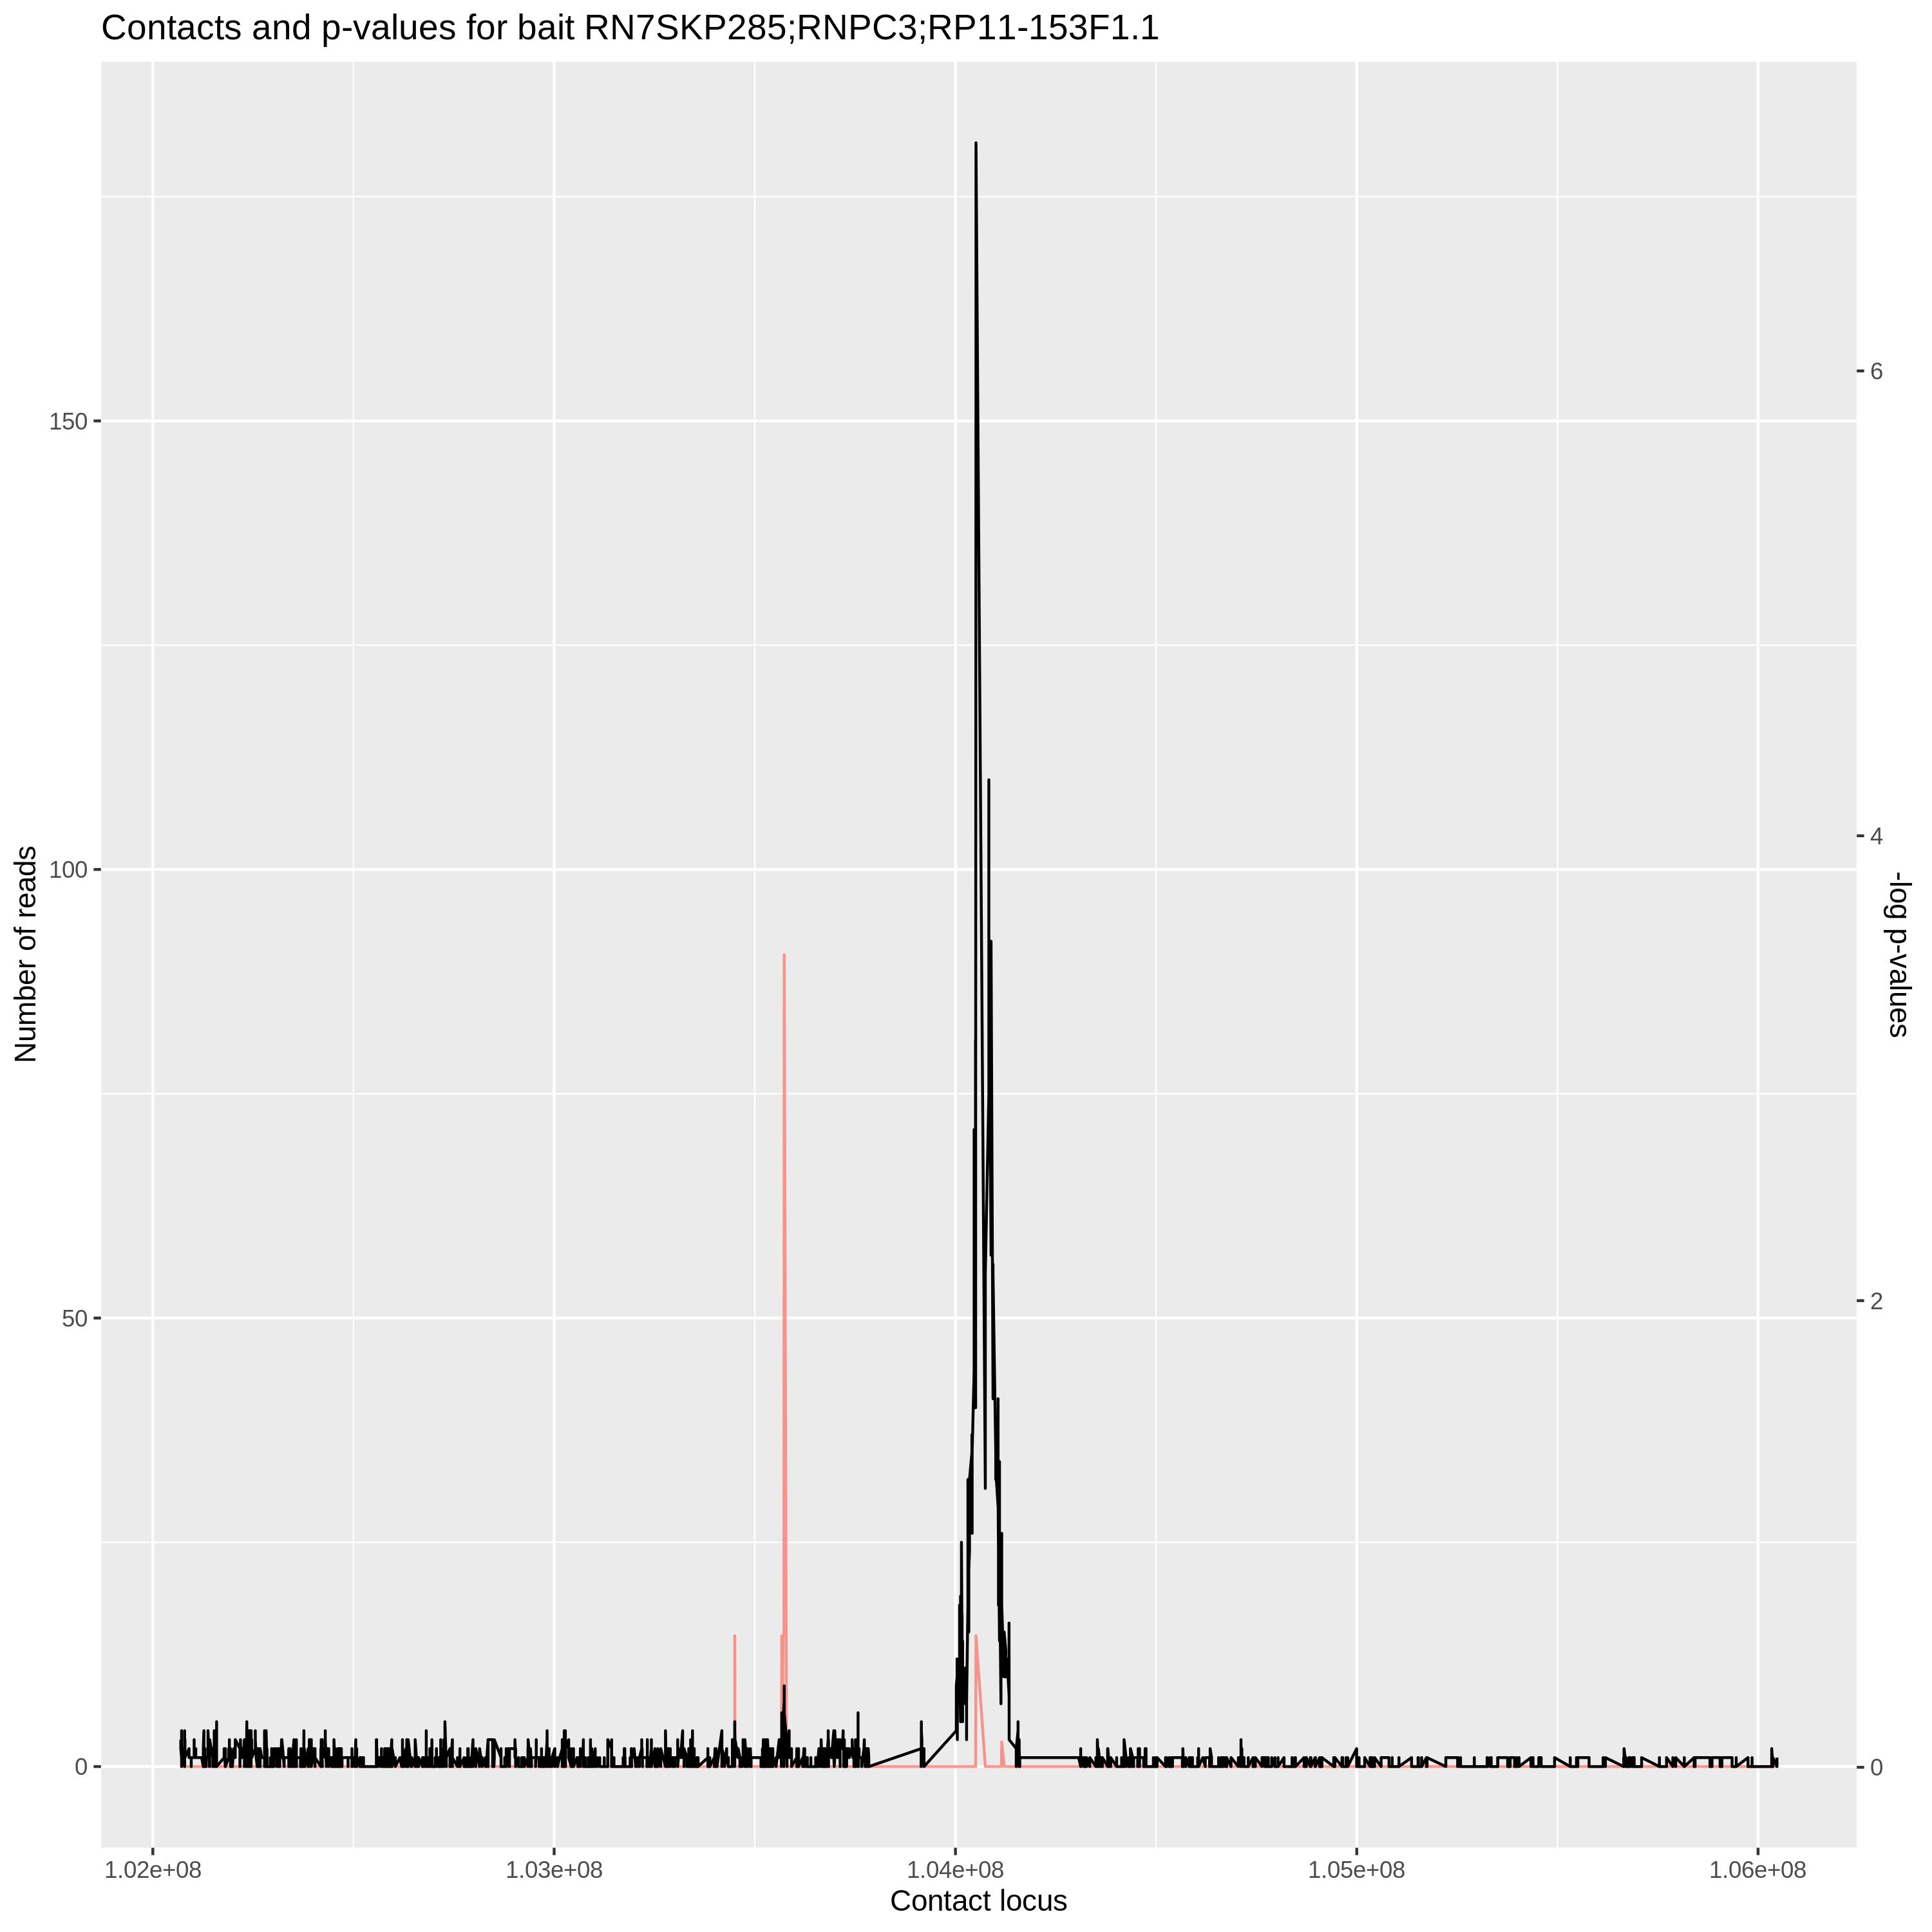 Contacts and p-values for bait RN7SKP285;RNPC3;RP11-153F1.1
Number of reads
150
100
50
0
6
4
2
0
-log p-values
1.02e+08
1.03e+08
1.04e+08
1.05e+08
1.06e+08
Contact locus